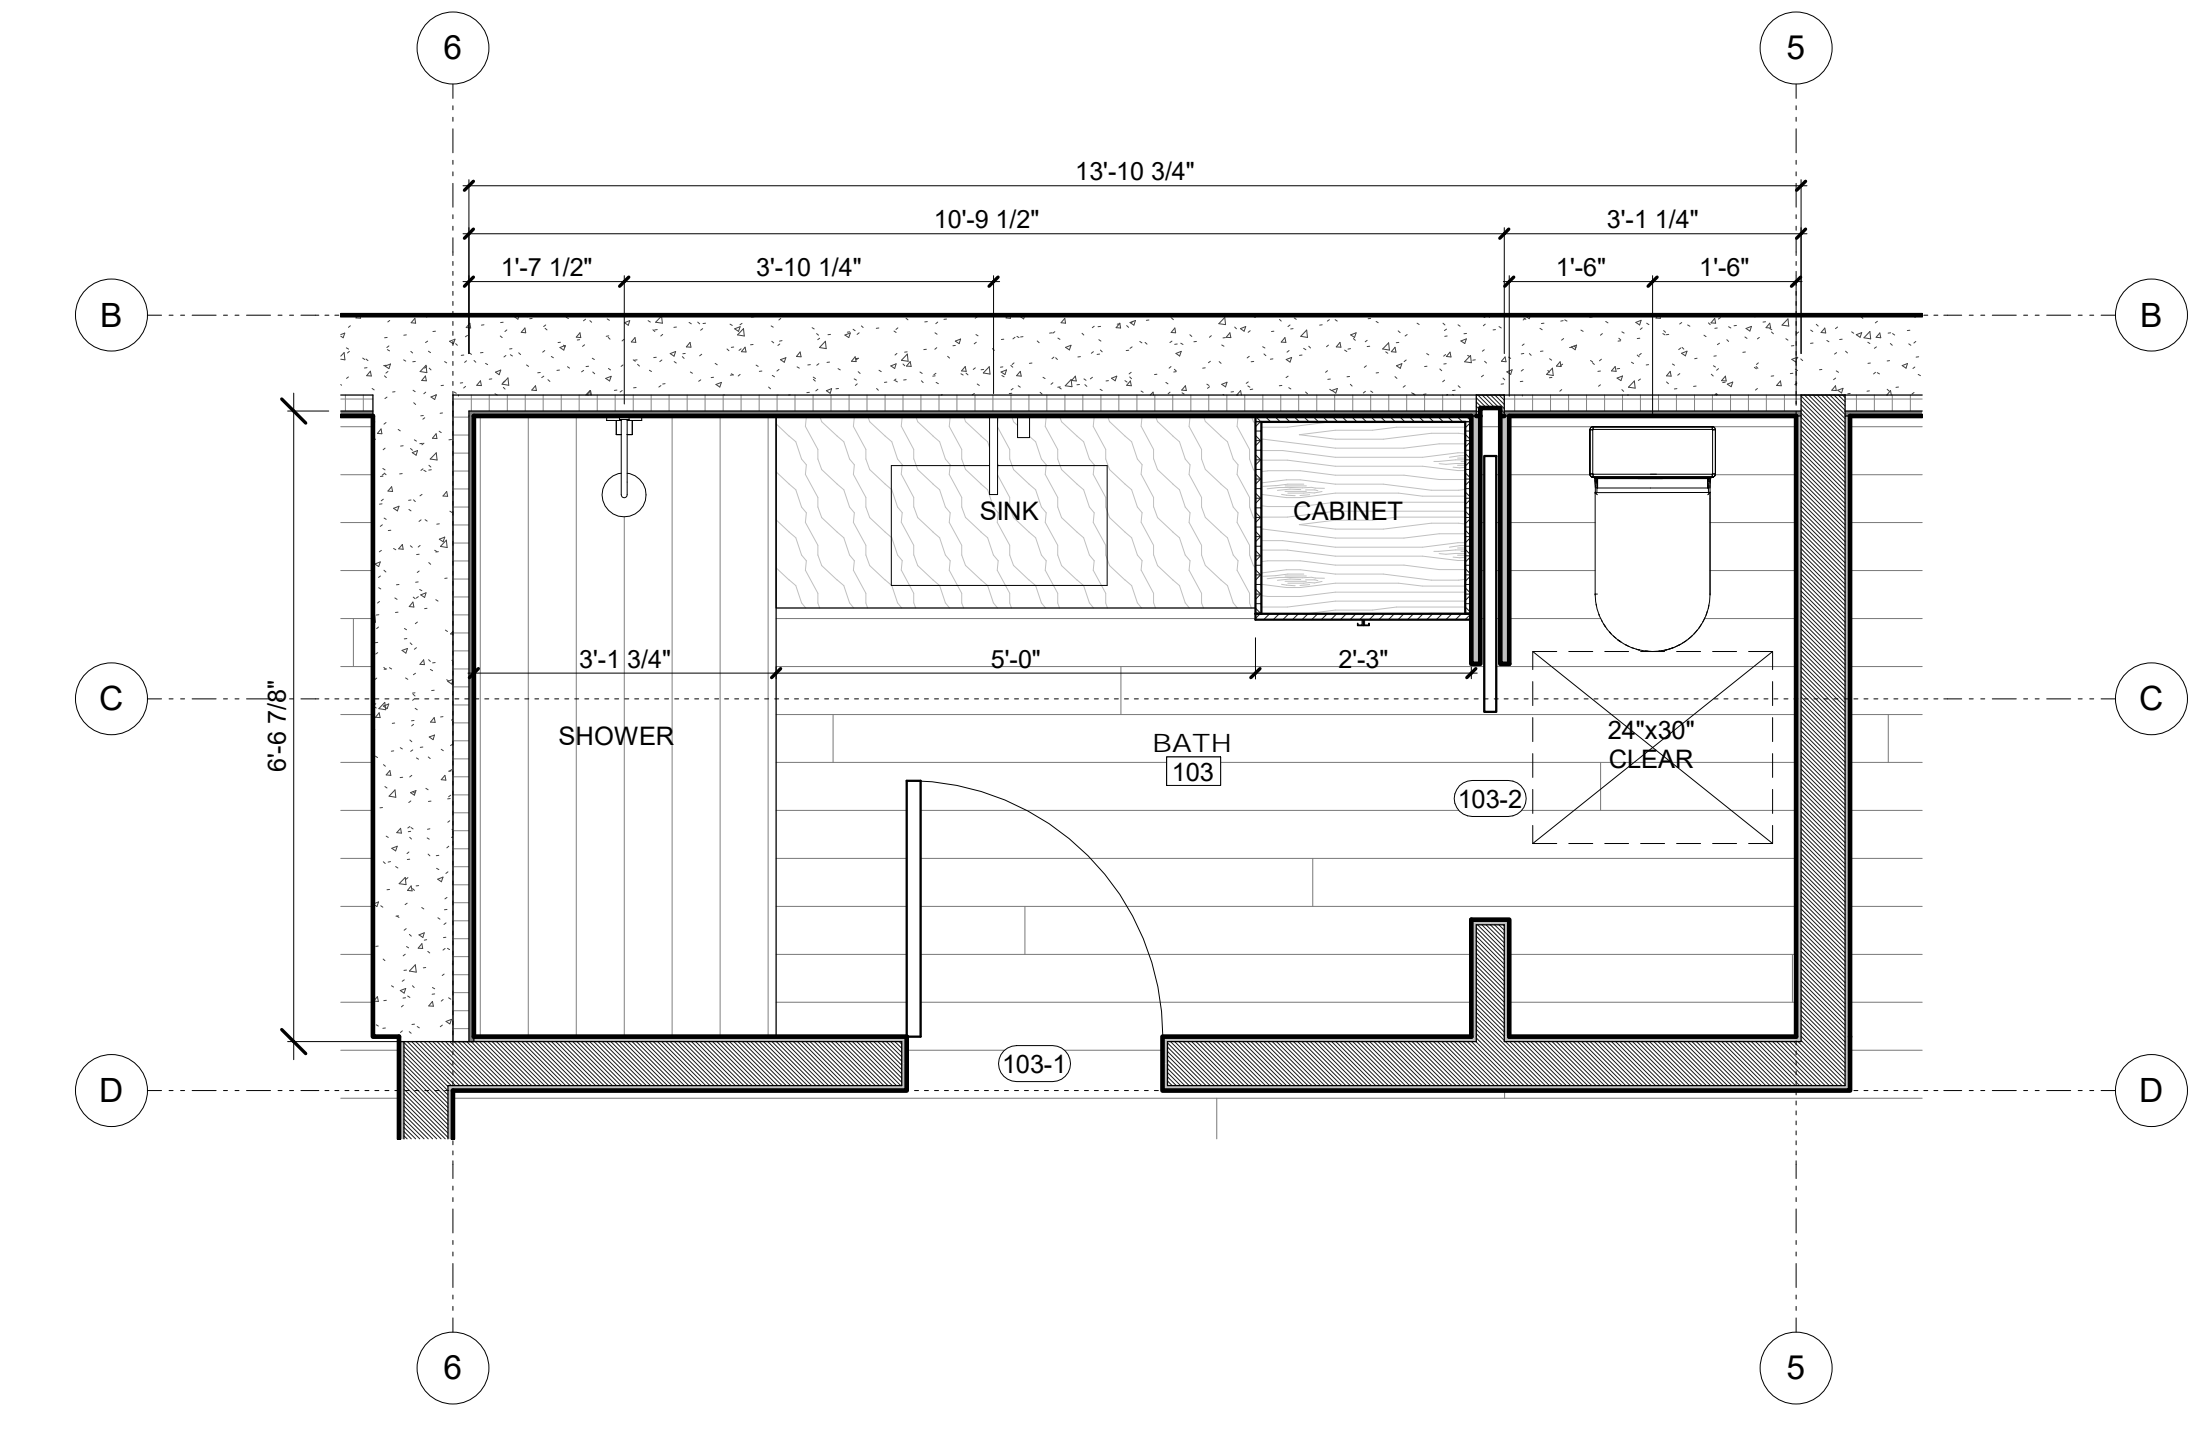 6
5
13'-10 3/4"
10'-9 1/2"
3'-1 1/4"
1'-7 1/2"
3'-10 1/4"
1'-6"
1'-6"
B
B
SINK
CABINET
3'-1 3/4"
5'-0"
2'-3"
C
C
6'-6 7/8"
SHOWER
BATH
103
24"x30"
CLEAR
103-2
103-1
D
D
6
5